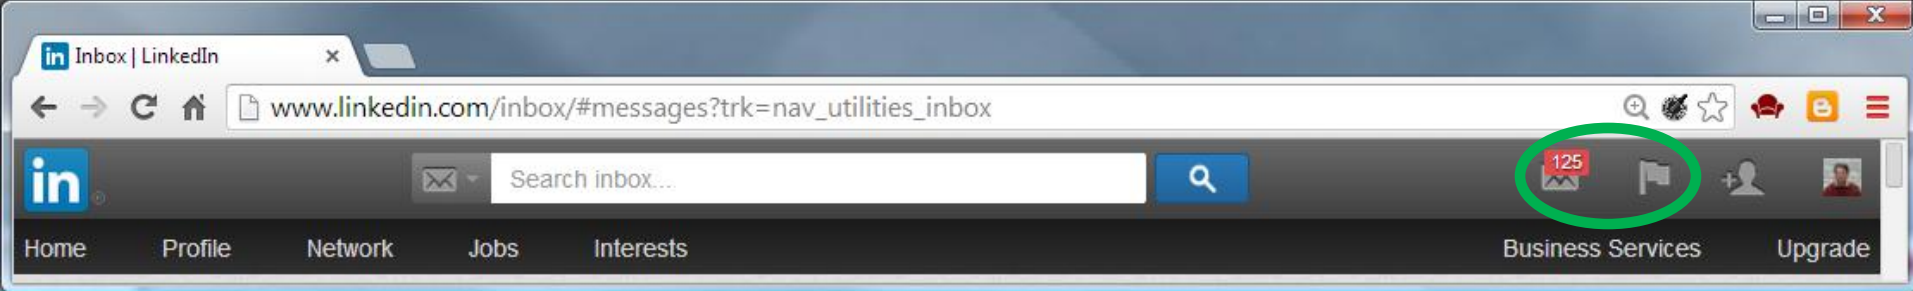 in Inbox | LinkedIn
www.linkedin.com/inbox/#messages?trk=nav_utilities_inbox
in Search inbox... 125
Home Profile Network Jobs Interests Business Services Upgrade